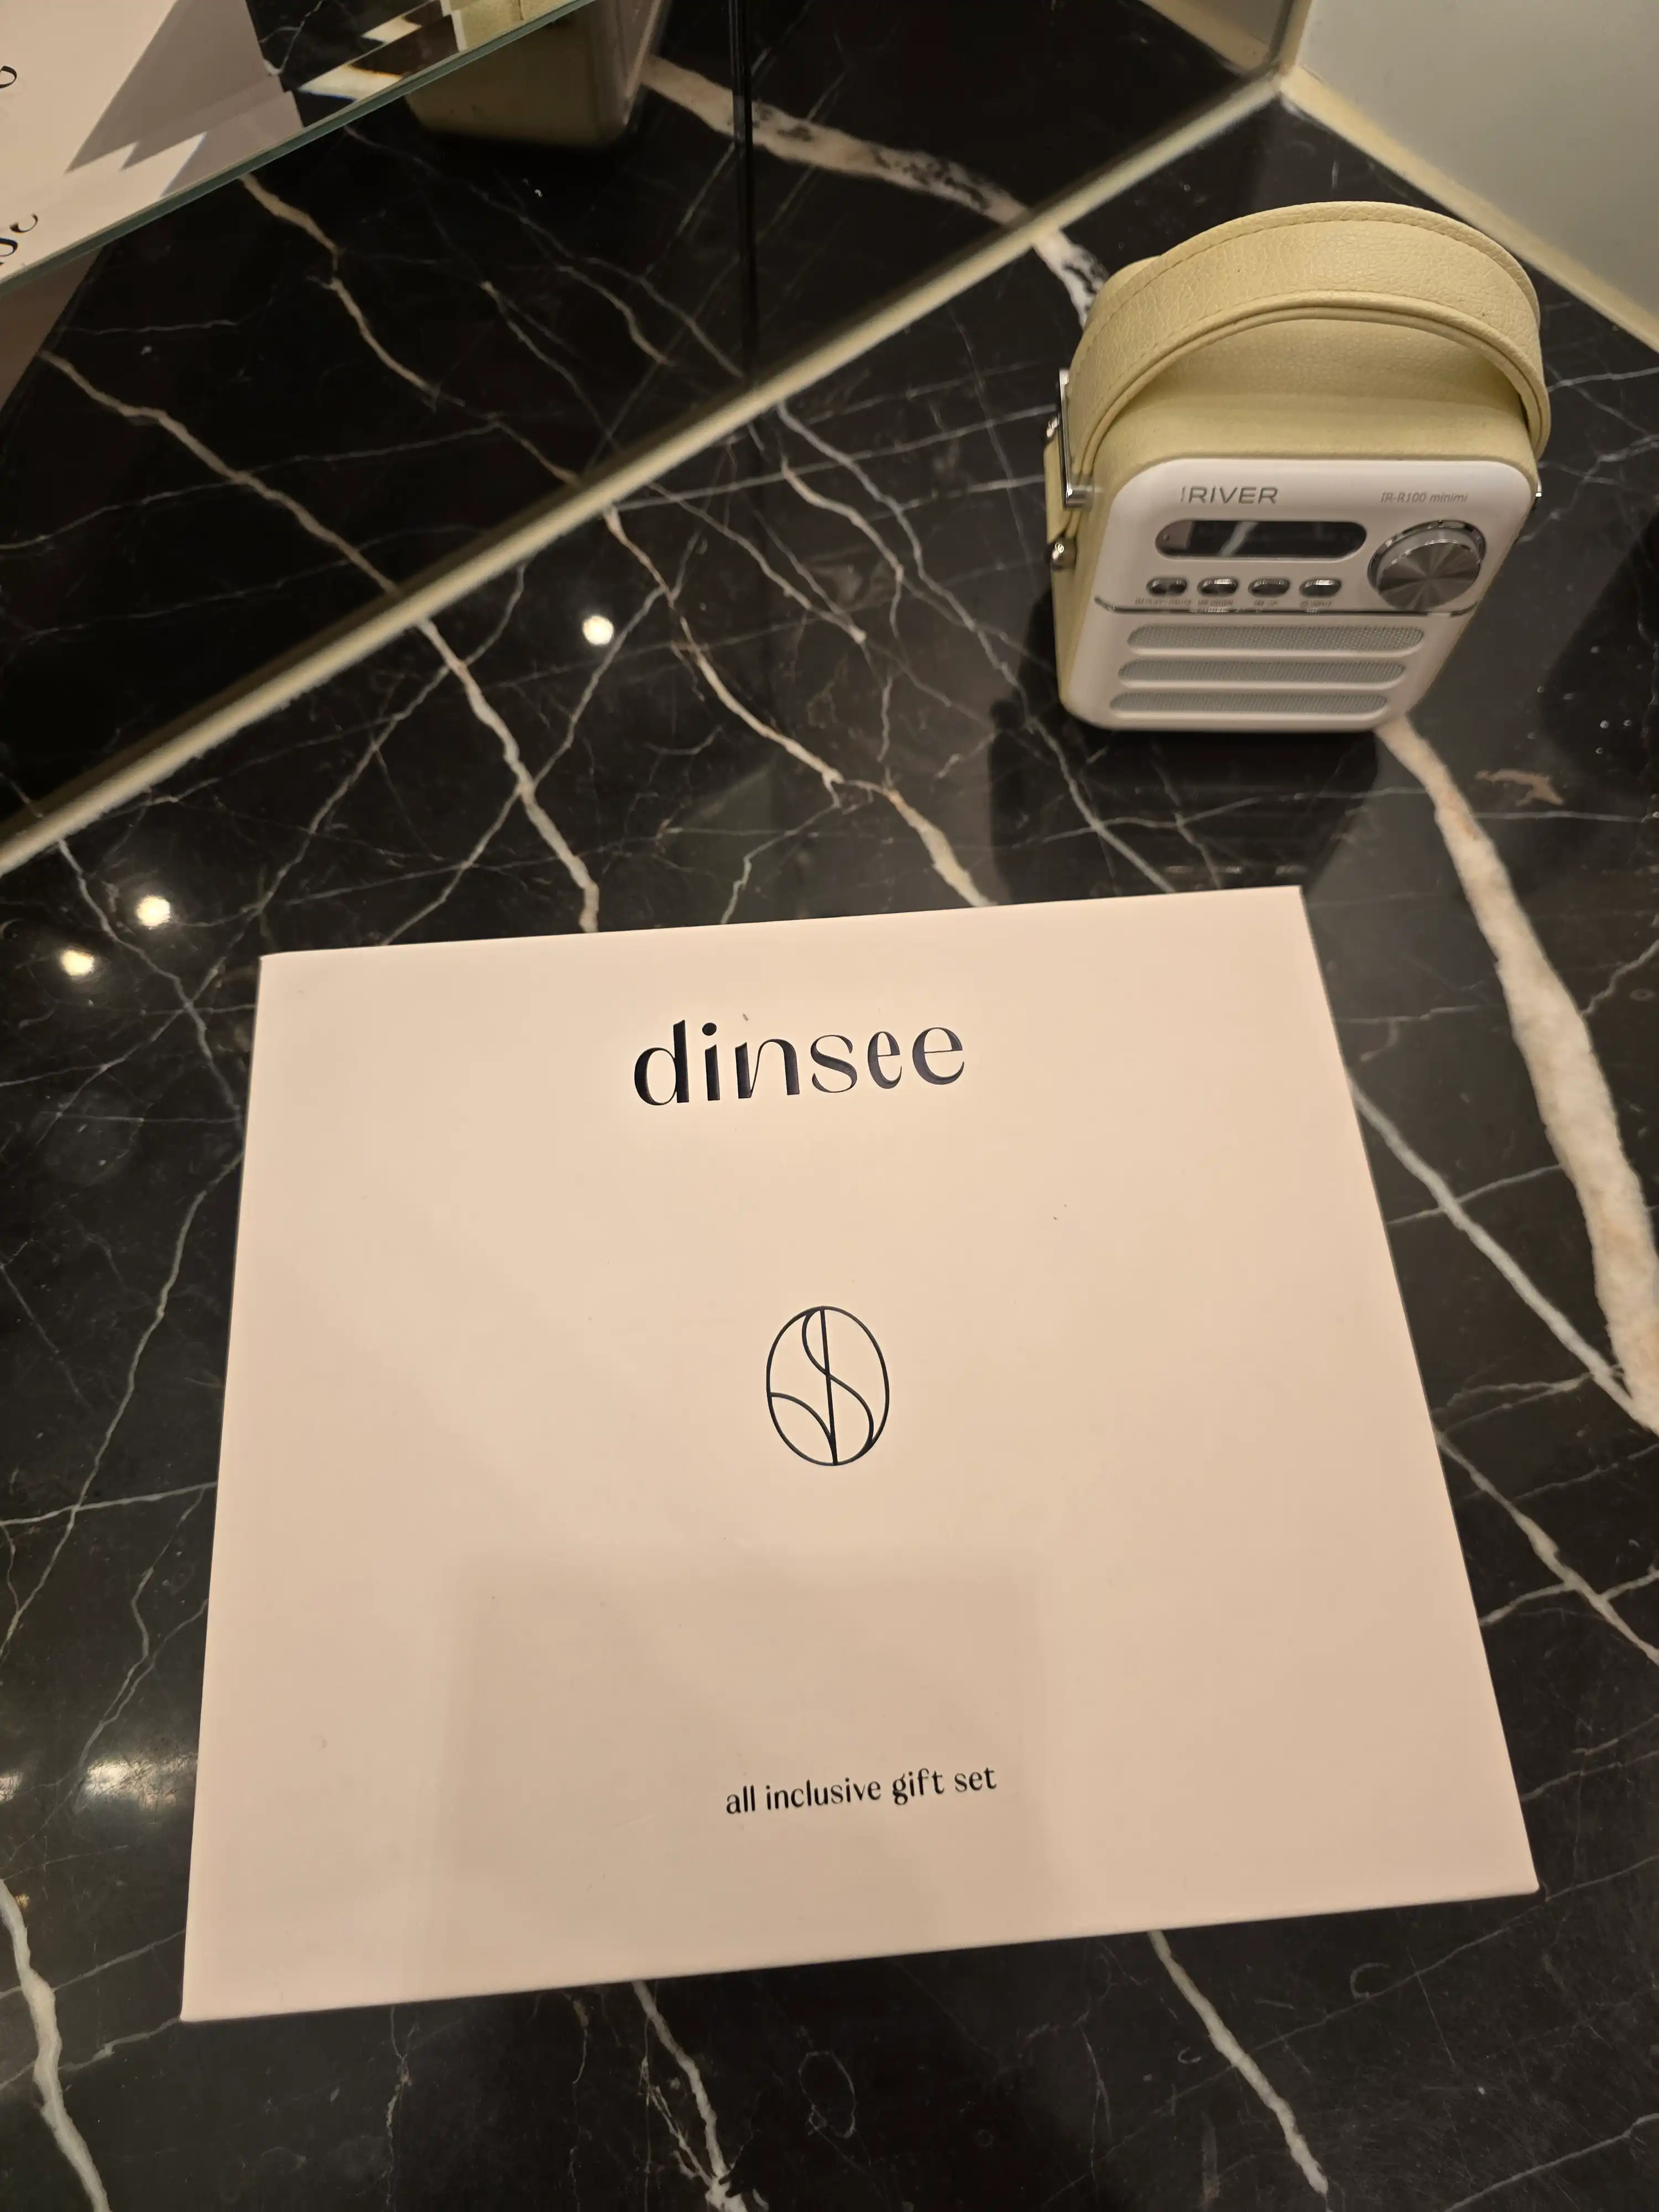 IRIVER
IR-R100 minimi
dinsee
all inclusive gift set